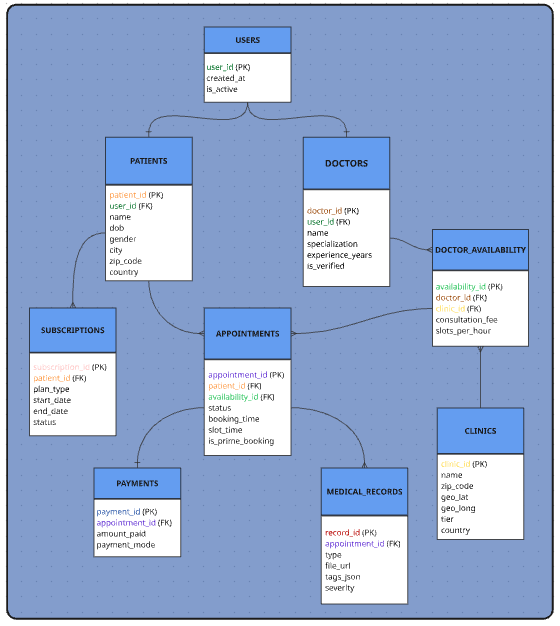 USERS
user_id (PK)
created_at
is_active
PATIENTS
patient_id (PK)
user_id (FK)
name
dob
gender
city
zip_code
country
DOCTORS
doctor_id (PK)
user_id (FK)
name
specialization
experience_years
is_verified
DOCTOR_AVAILABILITY
availability_id (PK)
doctor_id (FK)
clinic_id (FK)
consultation_fee
slots_per_hour
SUBSCRIPTIONS
subscription_id (PK)
patient_id (FK)
plan_type
start_date
end_date
status
APPOINTMENTS
appointment_id (PK)
patient_id (FK)
availability_id (FK)
status
booking_time
slot_time
is_prime_booking
CLINICS
clinic_id (PK)
name
zip_code
geo_lat
geo_long
tier
country
PAYMENTS
payment_id (PK)
appointment_id (FK)
amount_paid
payment_mode
MEDICAL_RECORDS
record_id (PK)
appointment_id (FK)
type
file_url
tags_json
severity